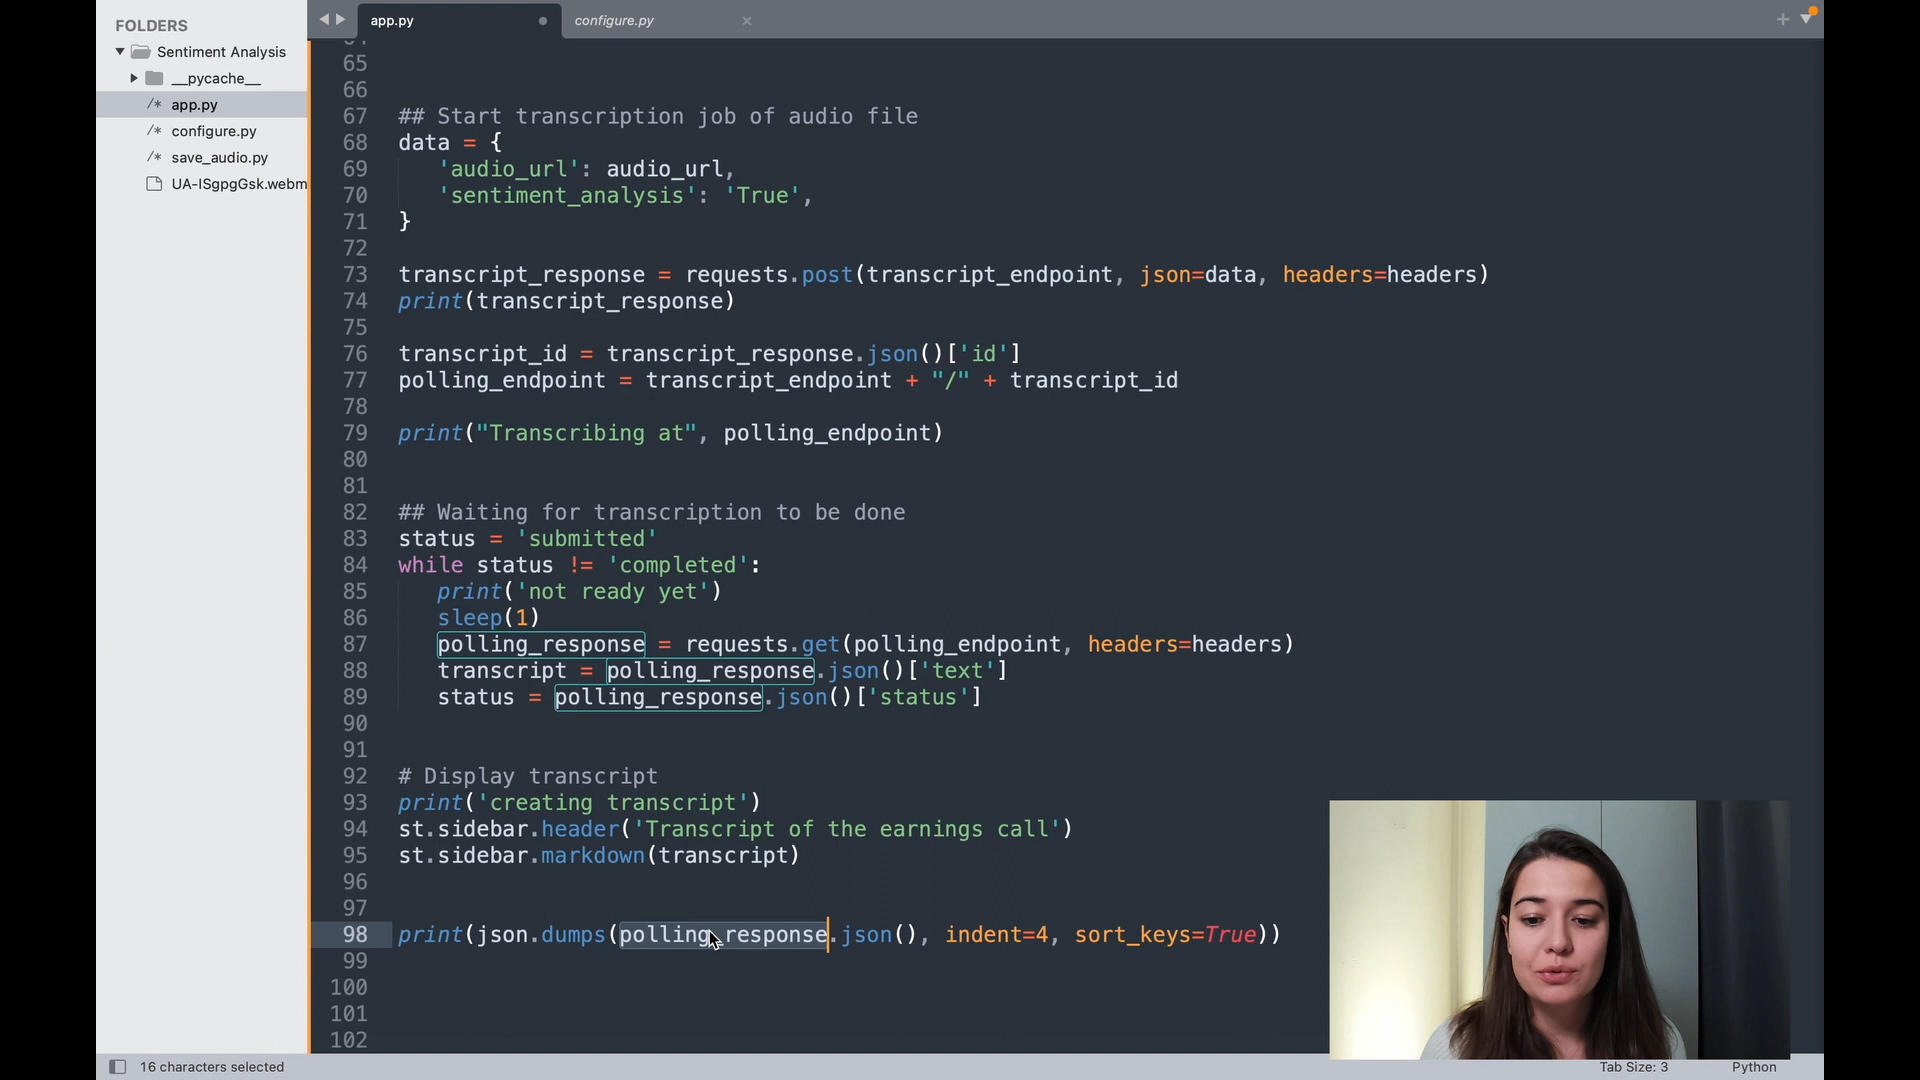 FOLDERS
Sentiment Analysis
__pycache__
/* app.py
/* configure.py
/* save_audio.py
UA-ISgpgGsk.webm
app.py
configure.py
65
66
67 ## Start transcription job of audio file
68 data = {
69 'audio_url': audio_url,
70 'sentiment_analysis': 'True',
71 }
72
73 transcript_response = requests.post(transcript_endpoint, json=data, headers=headers)
74 print(transcript_response)
75
76 transcript_id = transcript_response.json()['id']
77 polling_endpoint = transcript_endpoint + "/" + transcript_id
78
79 print("Transcribing at", polling_endpoint)
80
81
82 ## Waiting for transcription to be done
83 status = 'submitted'
84 while status != 'completed':
85 print('not ready yet')
86 sleep(1)
87 polling_response = requests.get(polling_endpoint, headers=headers)
88 transcript = polling_response.json()['text']
89 status = polling_response.json()['status']
90
91
92 # Display transcript
93 print('creating transcript')
94 st.sidebar.header('Transcript of the earnings call')
95 st.sidebar.markdown(transcript)
96
97
98 print(json.dumps(polling_response.json(), indent=4, sort_keys=True))
99
100
101
102
16 characters selected
Tab Size: 3
Python